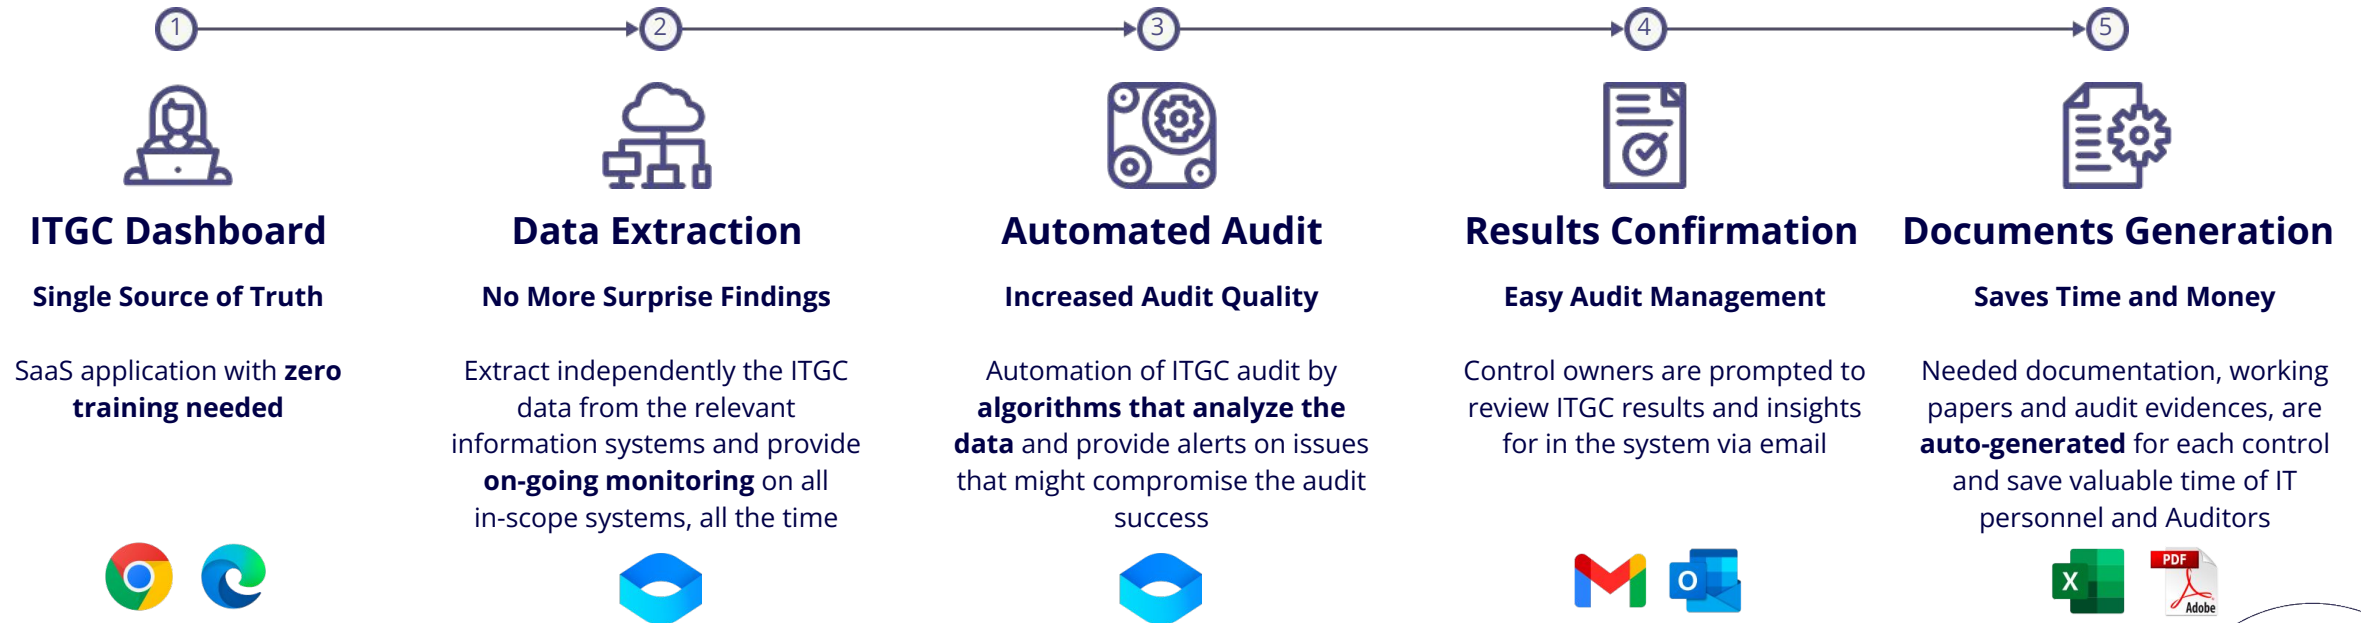 1
2
3
4
5
ITGC Dashboard
Single Source of Truth
SaaS application with zero
training needed
Data Extraction
No More Surprise Findings
Extract independently the ITGC
data from the relevant
information systems and provide
on-going monitoring on all
in-scope systems, all the time
Automated Audit
Increased Audit Quality
Automation of ITGC audit by
algorithms that analyze the
data and provide alerts on issues
that might compromise the audit
success
Results Confirmation
Easy Audit Management
Control owners are prompted to
review ITGC results and insights
for in the system via email
O
Documents Generation
Saves Time and Money
Needed documentation, working
papers and audit evidences, are
auto-generated for each control
and save valuable time of IT
personnel and Auditors
X
PDF
Adobe